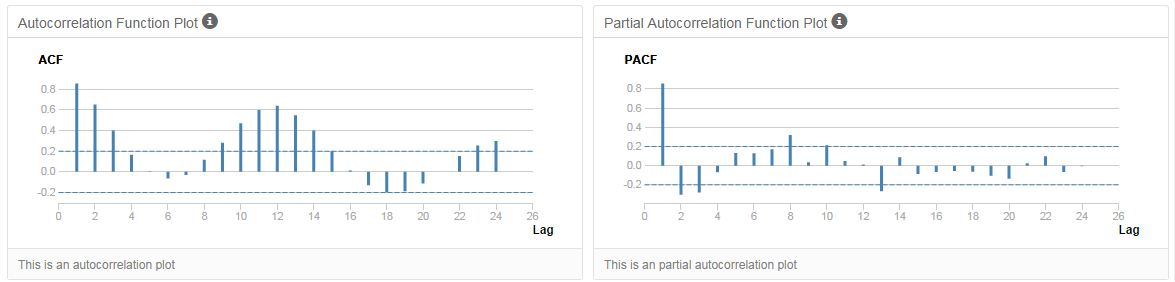 Autocorrelation Function Plot
ACF
0.8
0.6
0.4
0.2
0.0
-0.2
0 2 4 6 8 10 12 14 16 18 20 22 24 26
Lag
This is an autocorrelation plot
Partial Autocorrelation Function Plot
PACF
0.8
0.6
0.4
0.2
0.0
-0.2
0 2 4 6 8 10 12 14 16 18 20 22 24 26
Lag
This is an partial autocorrelation plot